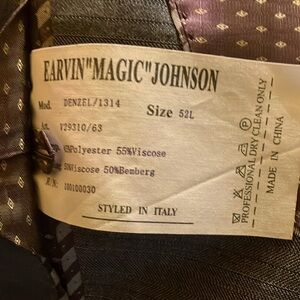 EARVIN"MAGIC"JOHNSON
Mod. DENZEL/1314 Size 52L
Art. V29310/63
45%Polyester 55%Viscose
50%Viscose 50%Bemberg
100100030
STYLED IN ITALY
PROFESSIONAL DRY CLEAN ONLY
MADE IN CHINA